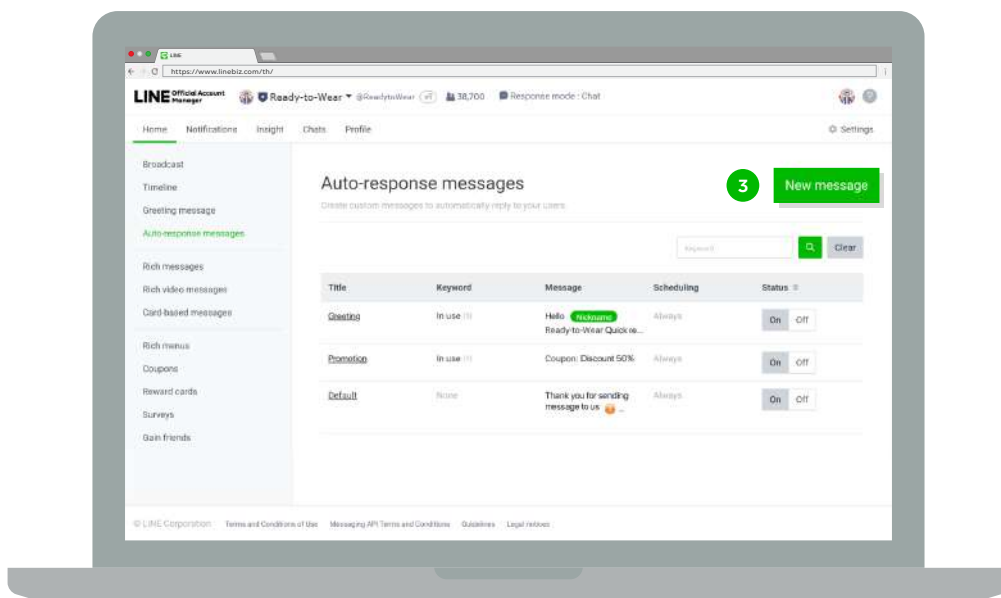 LINE
https://www.linebiz.com/th/
LINE Official Account Manager Ready-to-Wear @ReadytoWear 38,700 Response mode : Chat
Home Notifications Insight Chats Profile Settings
Broadcast
Timeline
Greeting message
Auto-response messages
Rich messages
Rich video messages
Card-based messages
Rich menus
Coupons
Reward cards
Surveys
Gain friends
Auto-response messages
Create custom messages to automatically reply to your users
3 New message
Keyword Clear
Title Keyword Message Scheduling Status
Greeting In use (1) Hello Nickname Always On Off
Ready-to-Wear Quick re...
Promotion In use (1) Coupon: Discount 50% Always On Off
Default None Thank you for sending Always On Off
message to us ...
© LINE Corporation Terms and Conditions of Use Messaging API Terms and Conditions Guidelines Legal notices